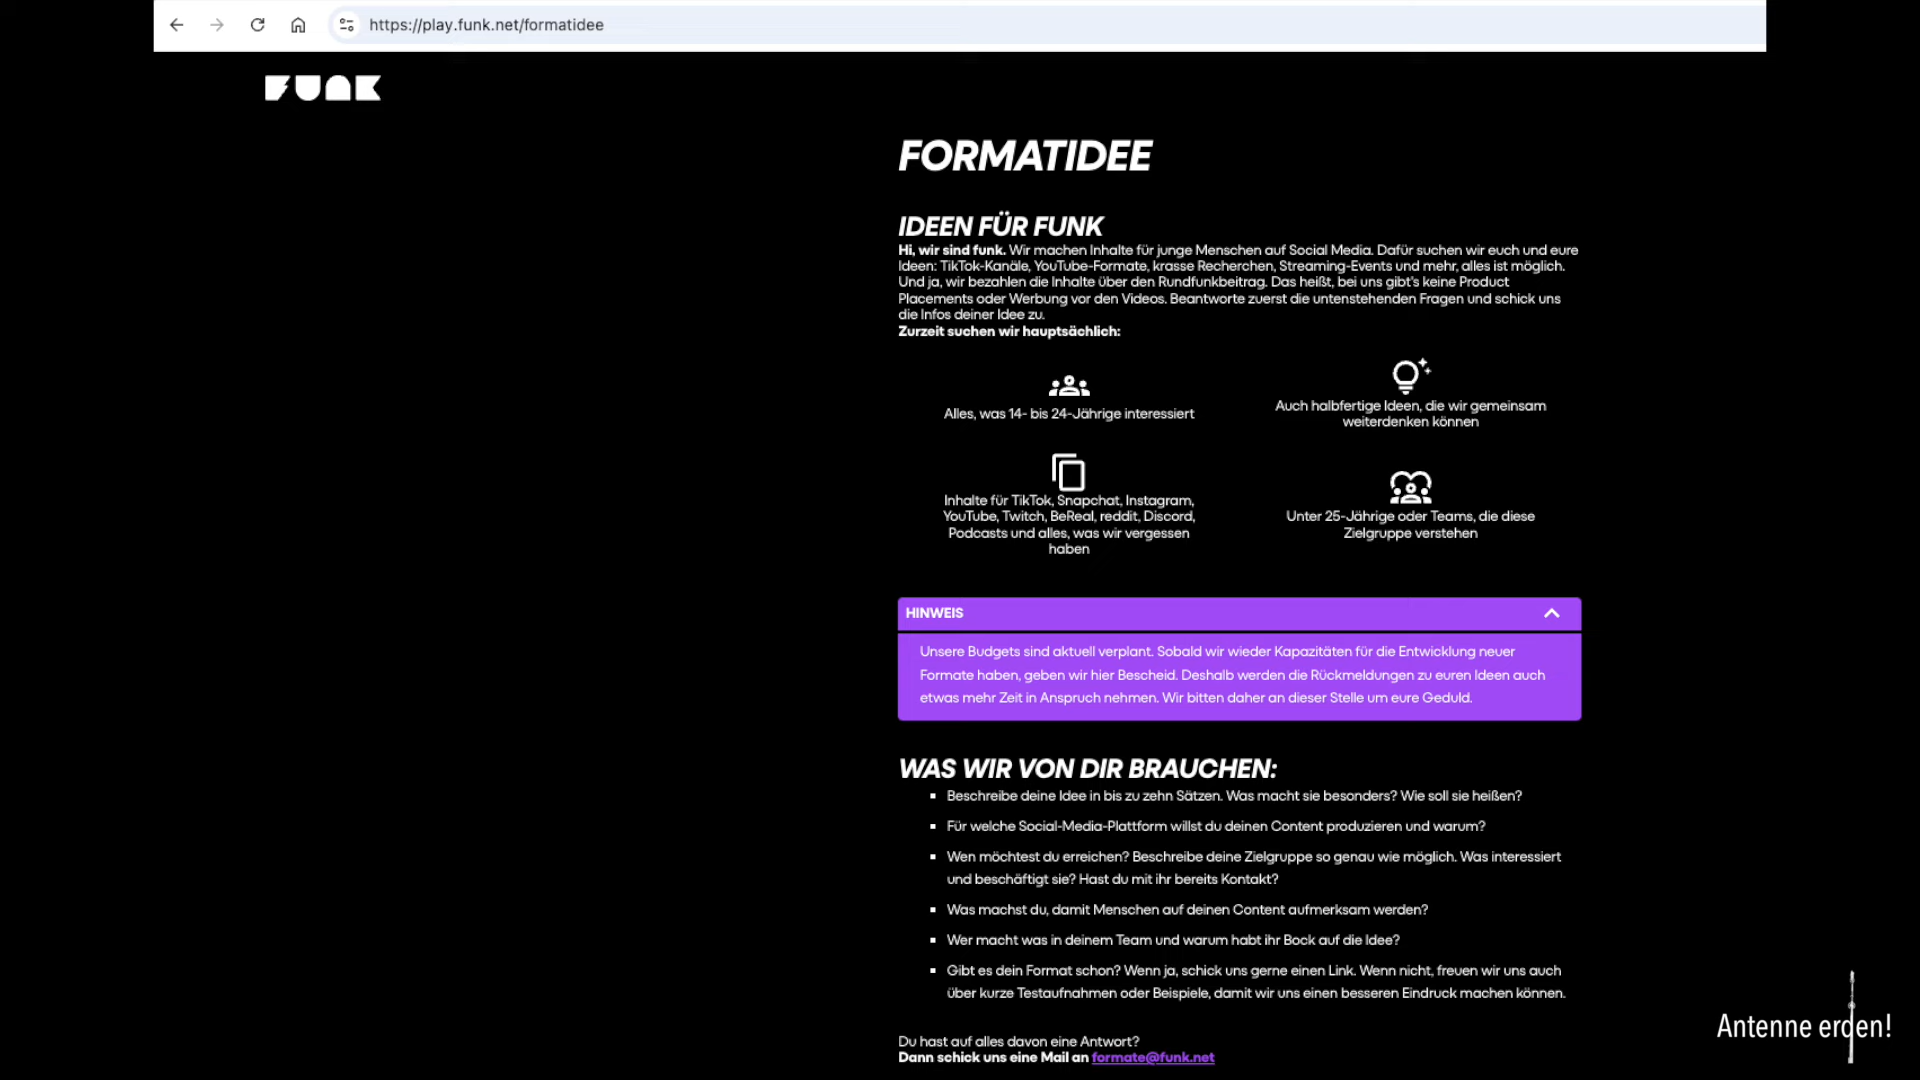 https://play.funk.net/formatidee
FUNK
FORMATIDEE
IDEEN FÜR FUNK
Hi, wir sind funk. Wir machen Inhalte für junge Menschen auf Social Media. Dafür suchen wir euch und eure
Ideen: TikTok-Kanäle, YouTube-Formate, krasse Recherchen, Streaming-Events und mehr, alles ist möglich.
Und ja, wir bezahlen die Inhalte über den Rundfunkbeitrag. Das heißt, bei uns gibt's keine Product
Placements oder Werbung vor den Videos. Beantworte zuerst die untenstehenden Fragen und schick uns
die Infos deiner Idee zu.
Zurzeit suchen wir hauptsächlich:
Alles, was 14- bis 24-Jährige interessiert
Auch halbfertige Ideen, die wir gemeinsam
weiterdenken können
Inhalte für TikTok, Snapchat, Instagram,
YouTube, Twitch, BeReal, reddit, Discord,
Podcasts und alles, was wir vergessen
haben
Unter 25-Jährige oder Teams, die diese
Zielgruppe verstehen
HINWEIS
Unsere Budgets sind aktuell verplant. Sobald wir wieder Kapazitäten für die Entwicklung neuer
Formate haben, geben wir hier Bescheid. Deshalb werden die Rückmeldungen zu euren Ideen auch
etwas mehr Zeit in Anspruch nehmen. Wir bitten daher an dieser Stelle um eure Geduld.
WAS WIR VON DIR BRAUCHEN:
Beschreibe deine Idee in bis zu zehn Sätzen. Was macht sie besonders? Wie soll sie heißen?
Für welche Social-Media-Plattform willst du deinen Content produzieren und warum?
Wen möchtest du erreichen? Beschreibe deine Zielgruppe so genau wie möglich. Was interessiert
und beschäftigt sie? Hast du mit ihr bereits Kontakt?
Was machst du, damit Menschen auf deinen Content aufmerksam werden?
Wer macht was in deinem Team und warum habt ihr Bock auf die Idee?
Gibt es dein Format schon? Wenn ja, schick uns gerne einen Link. Wenn nicht, freuen wir uns auch
über kurze Testaufnahmen oder Beispiele, damit wir uns einen besseren Eindruck machen können.
Du hast auf alles davon eine Antwort?
Dann schick uns eine Mail an formate@funk.net
Antenne erden!